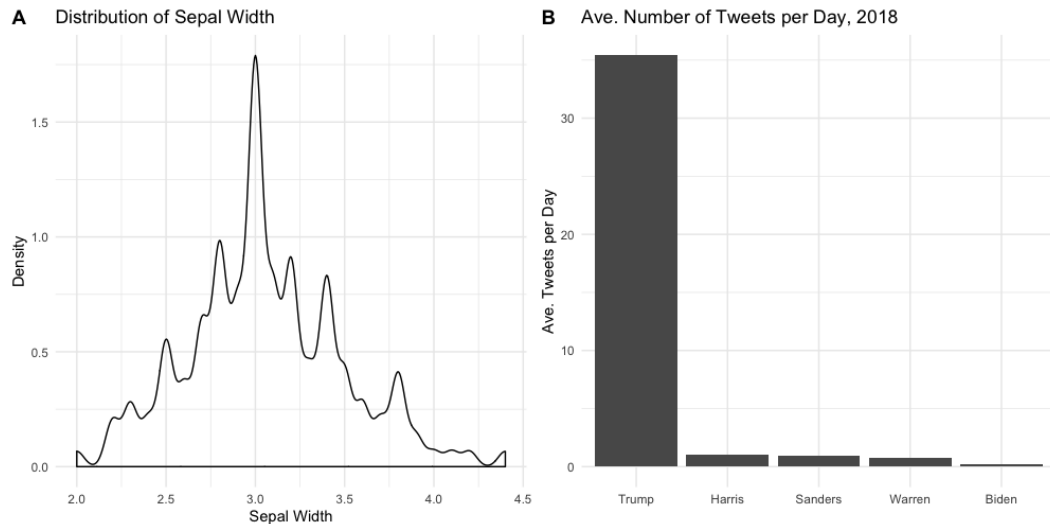 A Distribution of Sepal Width
Density
1.5
1.0
0.5
0.0
2.0 2.5 3.0 3.5 4.0 4.5
Sepal Width
B Ave. Number of Tweets per Day, 2018
Ave. Tweets per Day
30
20
10
0
Trump Harris Sanders Warren Biden